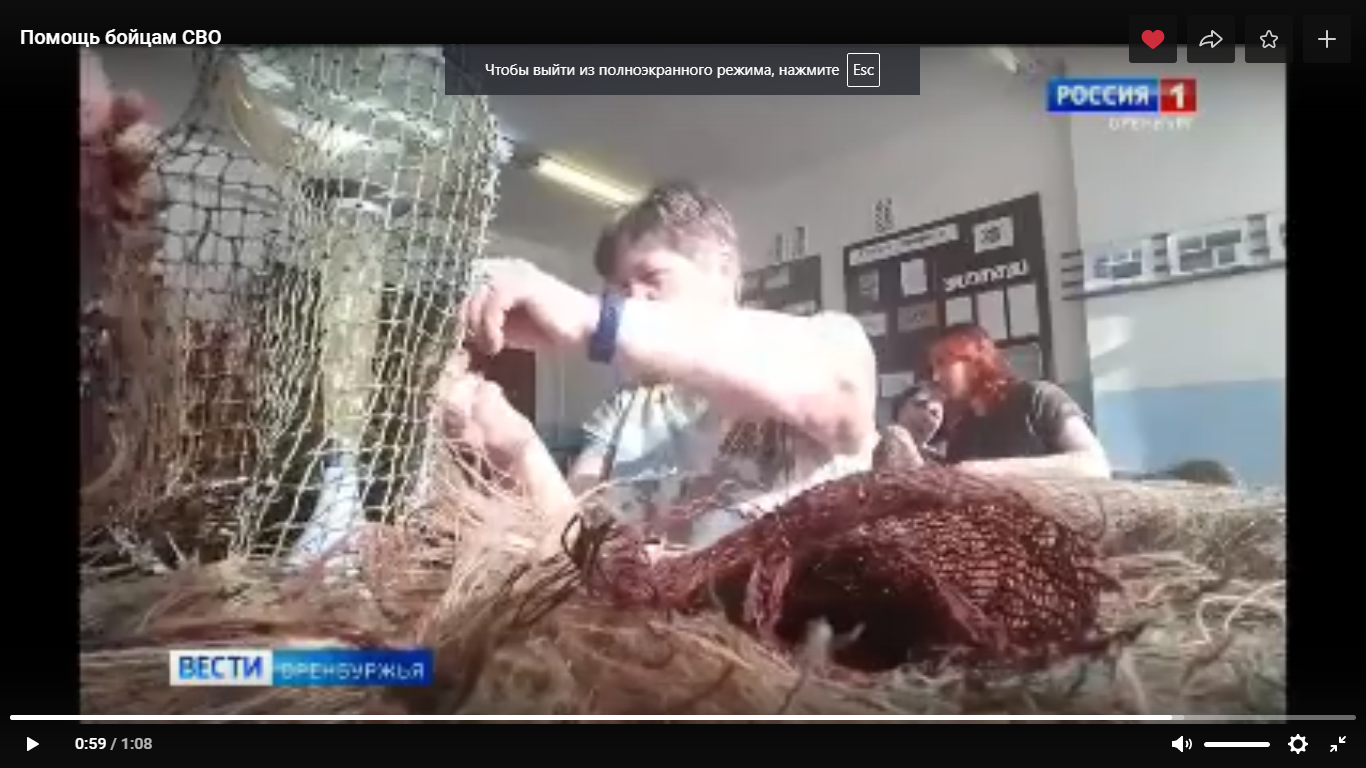 Помощь бойцам СВО
Чтобы выйти из полноэкранного режима, нажмите Esc
РОССИЯ 1
ОРЕНБУРГ
ВЕСТИ ОРЕНБУРЖЬЯ
0:59 / 1:08